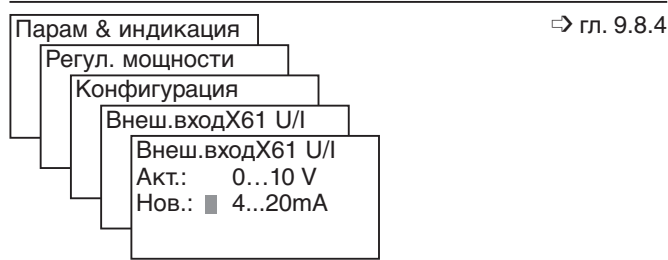 Парам & индикация
➪ гл. 9.8.4
Регул. мощности
Конфигурация
Внеш.входX61 U/I
Внеш.входX61 U/I
Акт.: 0...10 V
Нов.: 4...20mA